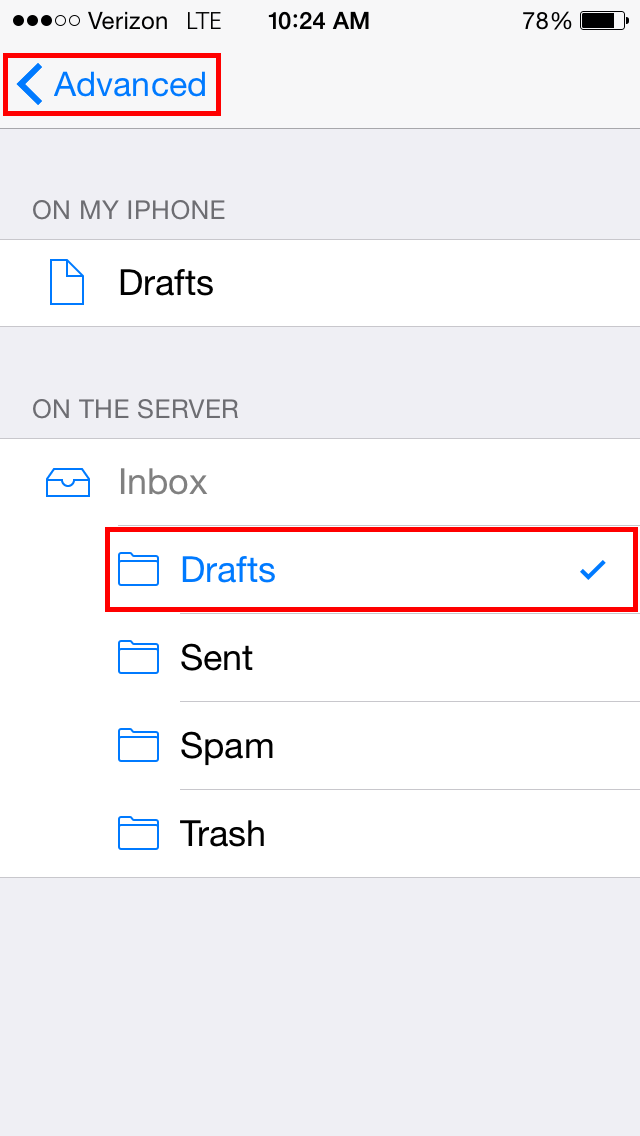 Verizon LTE 10:24 AM 78%
Advanced
ON MY IPHONE
Drafts
ON THE SERVER
Inbox
Drafts
Sent
Spam
Trash